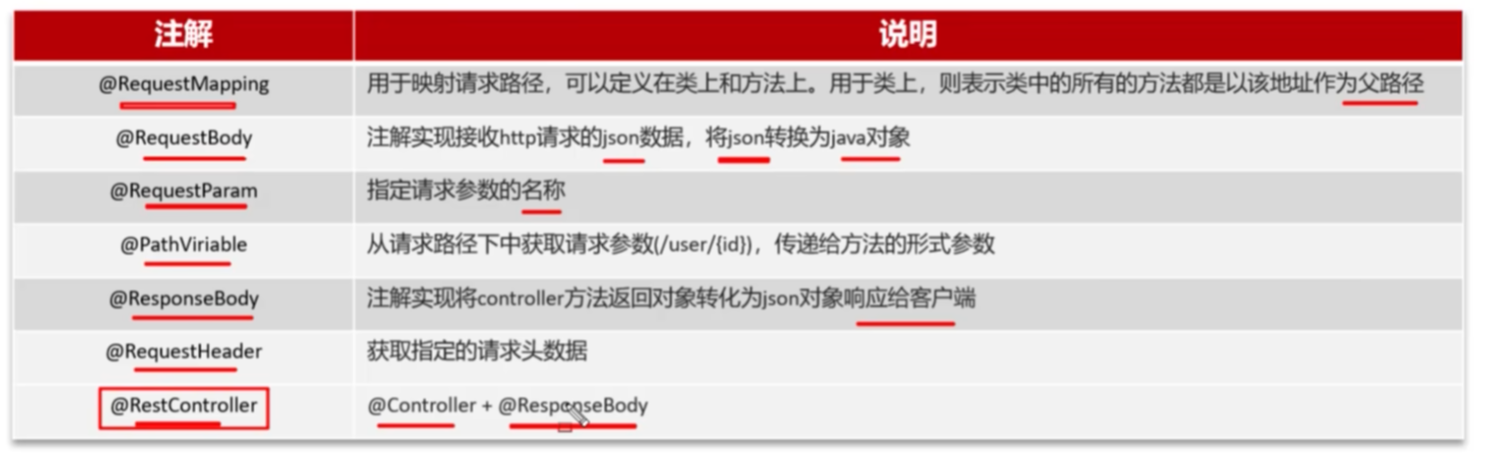 注解 说明
@RequestMapping 用于映射请求路径，可以定义在类上和方法上。用于类上，则表示类中的所有的方法都是以该地址作为父路径
@RequestBody 注解实现接收http请求的json数据，将json转换为java对象
@RequestParam 指定请求参数的名称
@PathViriable 从请求路径下中获取请求参数(/user/{id})，传递给方法的形式参数
@ResponseBody 注解实现将controller方法返回对象转化为json对象响应给客户端
@RequestHeader 获取指定的请求头数据
@RestController @Controller + @ResponseBody